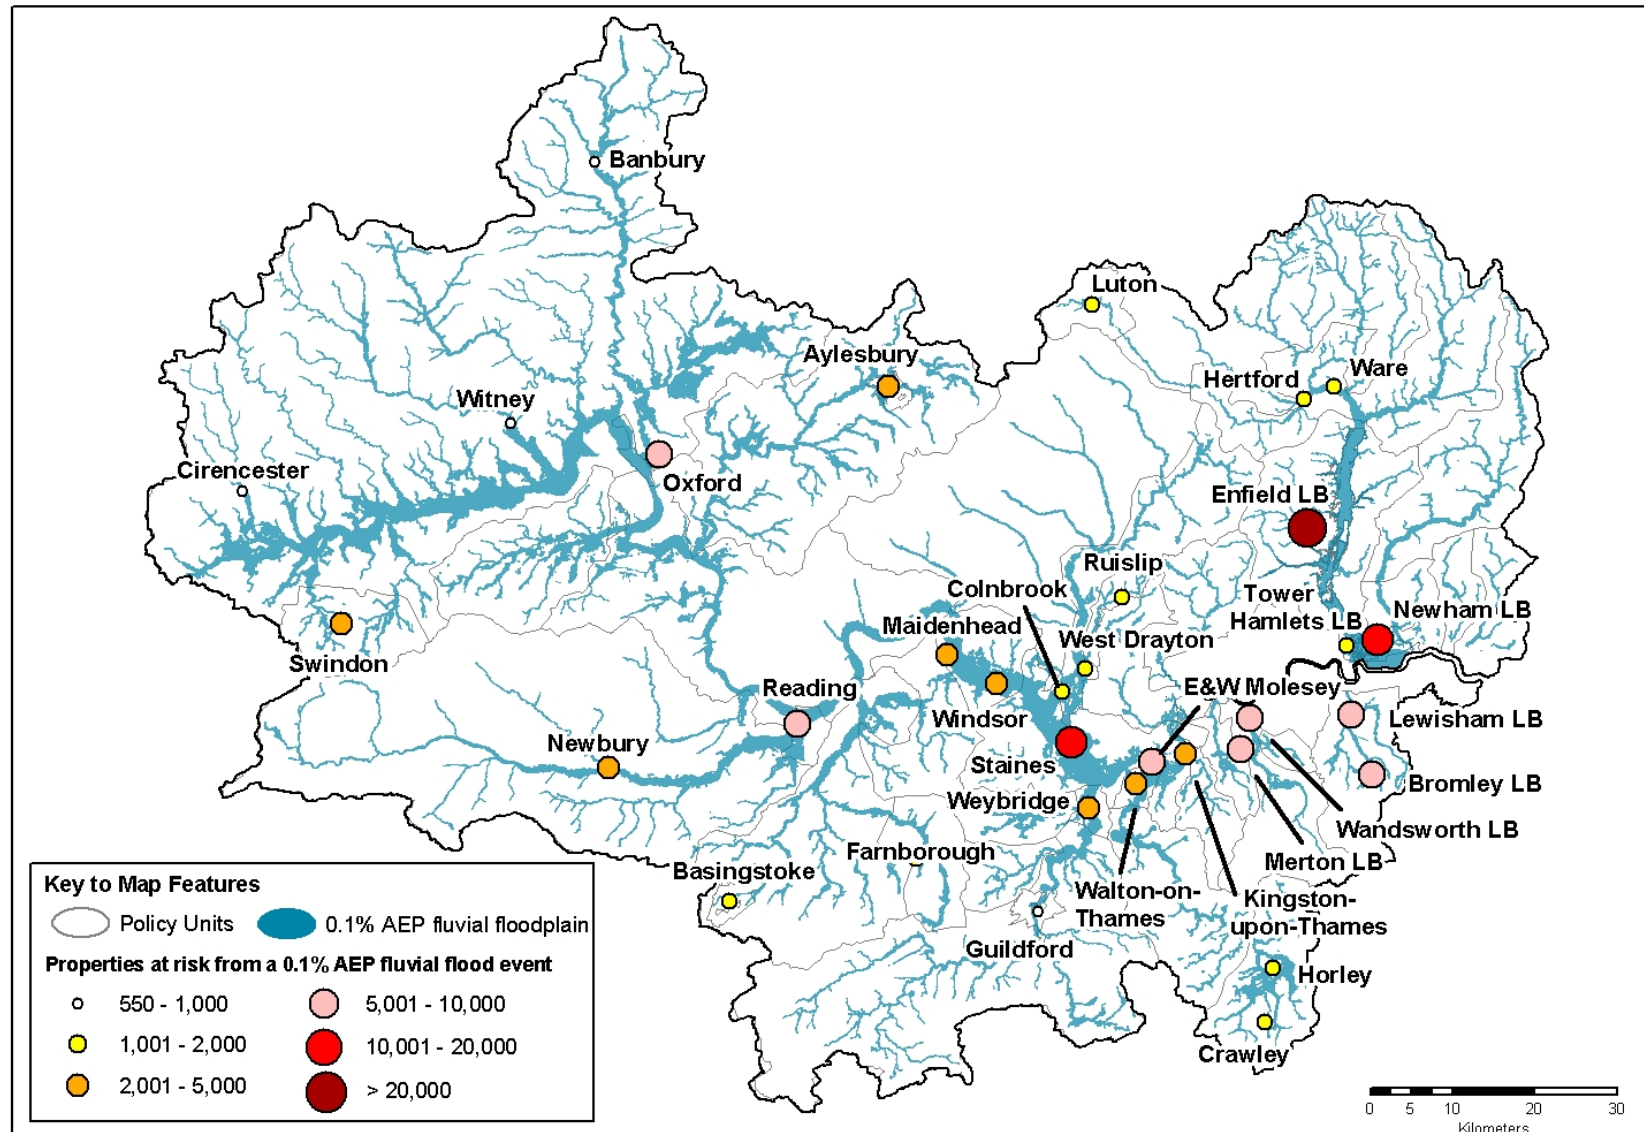 Banbury
Luton
Aylesbury
Ware
Hertford
Witney
Cirencester
Oxford
Enfield LB
Ruislip
Colnbrook
Tower
Hamlets LB
Newham LB
Maidenhead
West Drayton
Swindon
Reading
E&W Molesey
Windsor
Lewisham LB
Newbury
Staines
Bromley LB
Weybridge
Wandsworth LB
Farnborough
Merton LB
Basingstoke
Walton-on-
Thames
Kingston-
upon-Thames
Guildford
Horley
Crawley
Key to Map Features
Policy Units
0.1% AEP fluvial floodplain
Properties at risk from a 0.1% AEP fluvial flood event
550 - 1,000
5,001 - 10,000
1,001 - 2,000
10,001 - 20,000
2,001 - 5,000
> 20,000
0 5 10 20 30
Kilometers